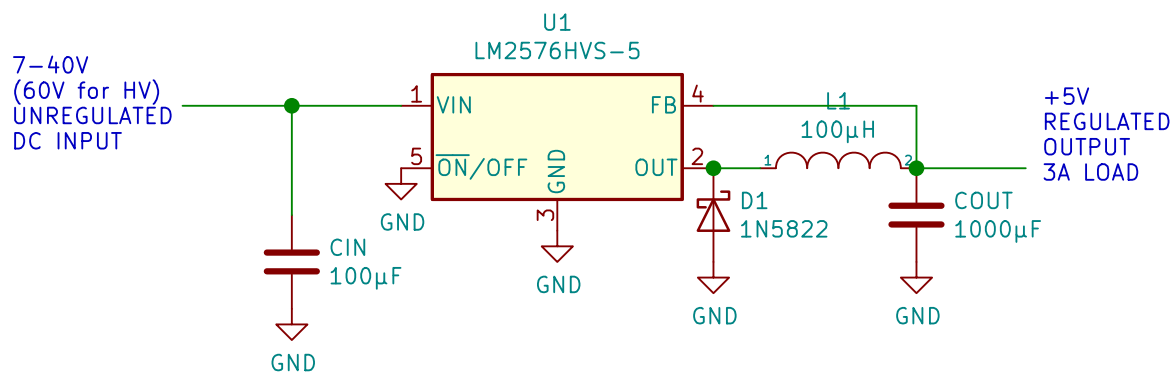 U1
LM2576HVS-5
7-40V
(60V for HV)
UNREGULATED
DC INPUT
1
VIN
FB
4
L1
100µH
+5V
REGULATED
OUTPUT
3A LOAD
5
ON/OFF
GND
OUT
2
1
2
GND
3
D1
1N5822
COUT
1000µF
CIN
100µF
GND
GND
GND
GND